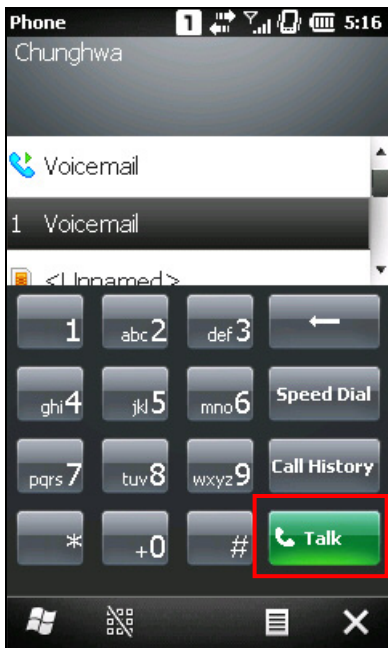 Phone 1 5:16
Chunghwa
Voicemail
1 Voicemail
<Unnamed>
1 abc2 def3
ghi4 jkl5 mno6 Speed Dial
pqrs7 tuv8 wxyz9 Call History
* +0 # Talk